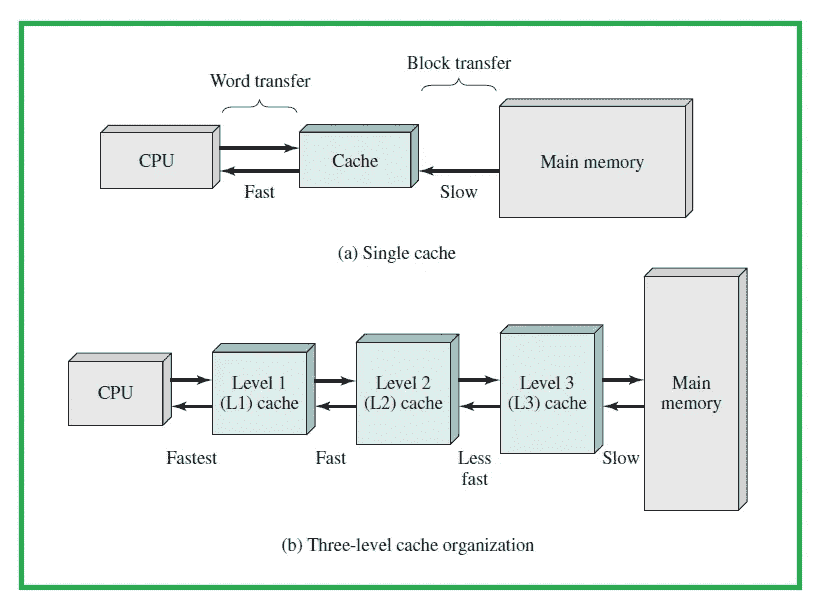 Block transfer
Word transfer
CPU
Cache
Main memory
Fast
Slow
(a) Single cache
CPU
Level 1
(L1) cache
Level 2
(L2) cache
Level 3
(L3) cache
Main
memory
Fastest
Fast
Less
fast
Slow
(b) Three-level cache organization